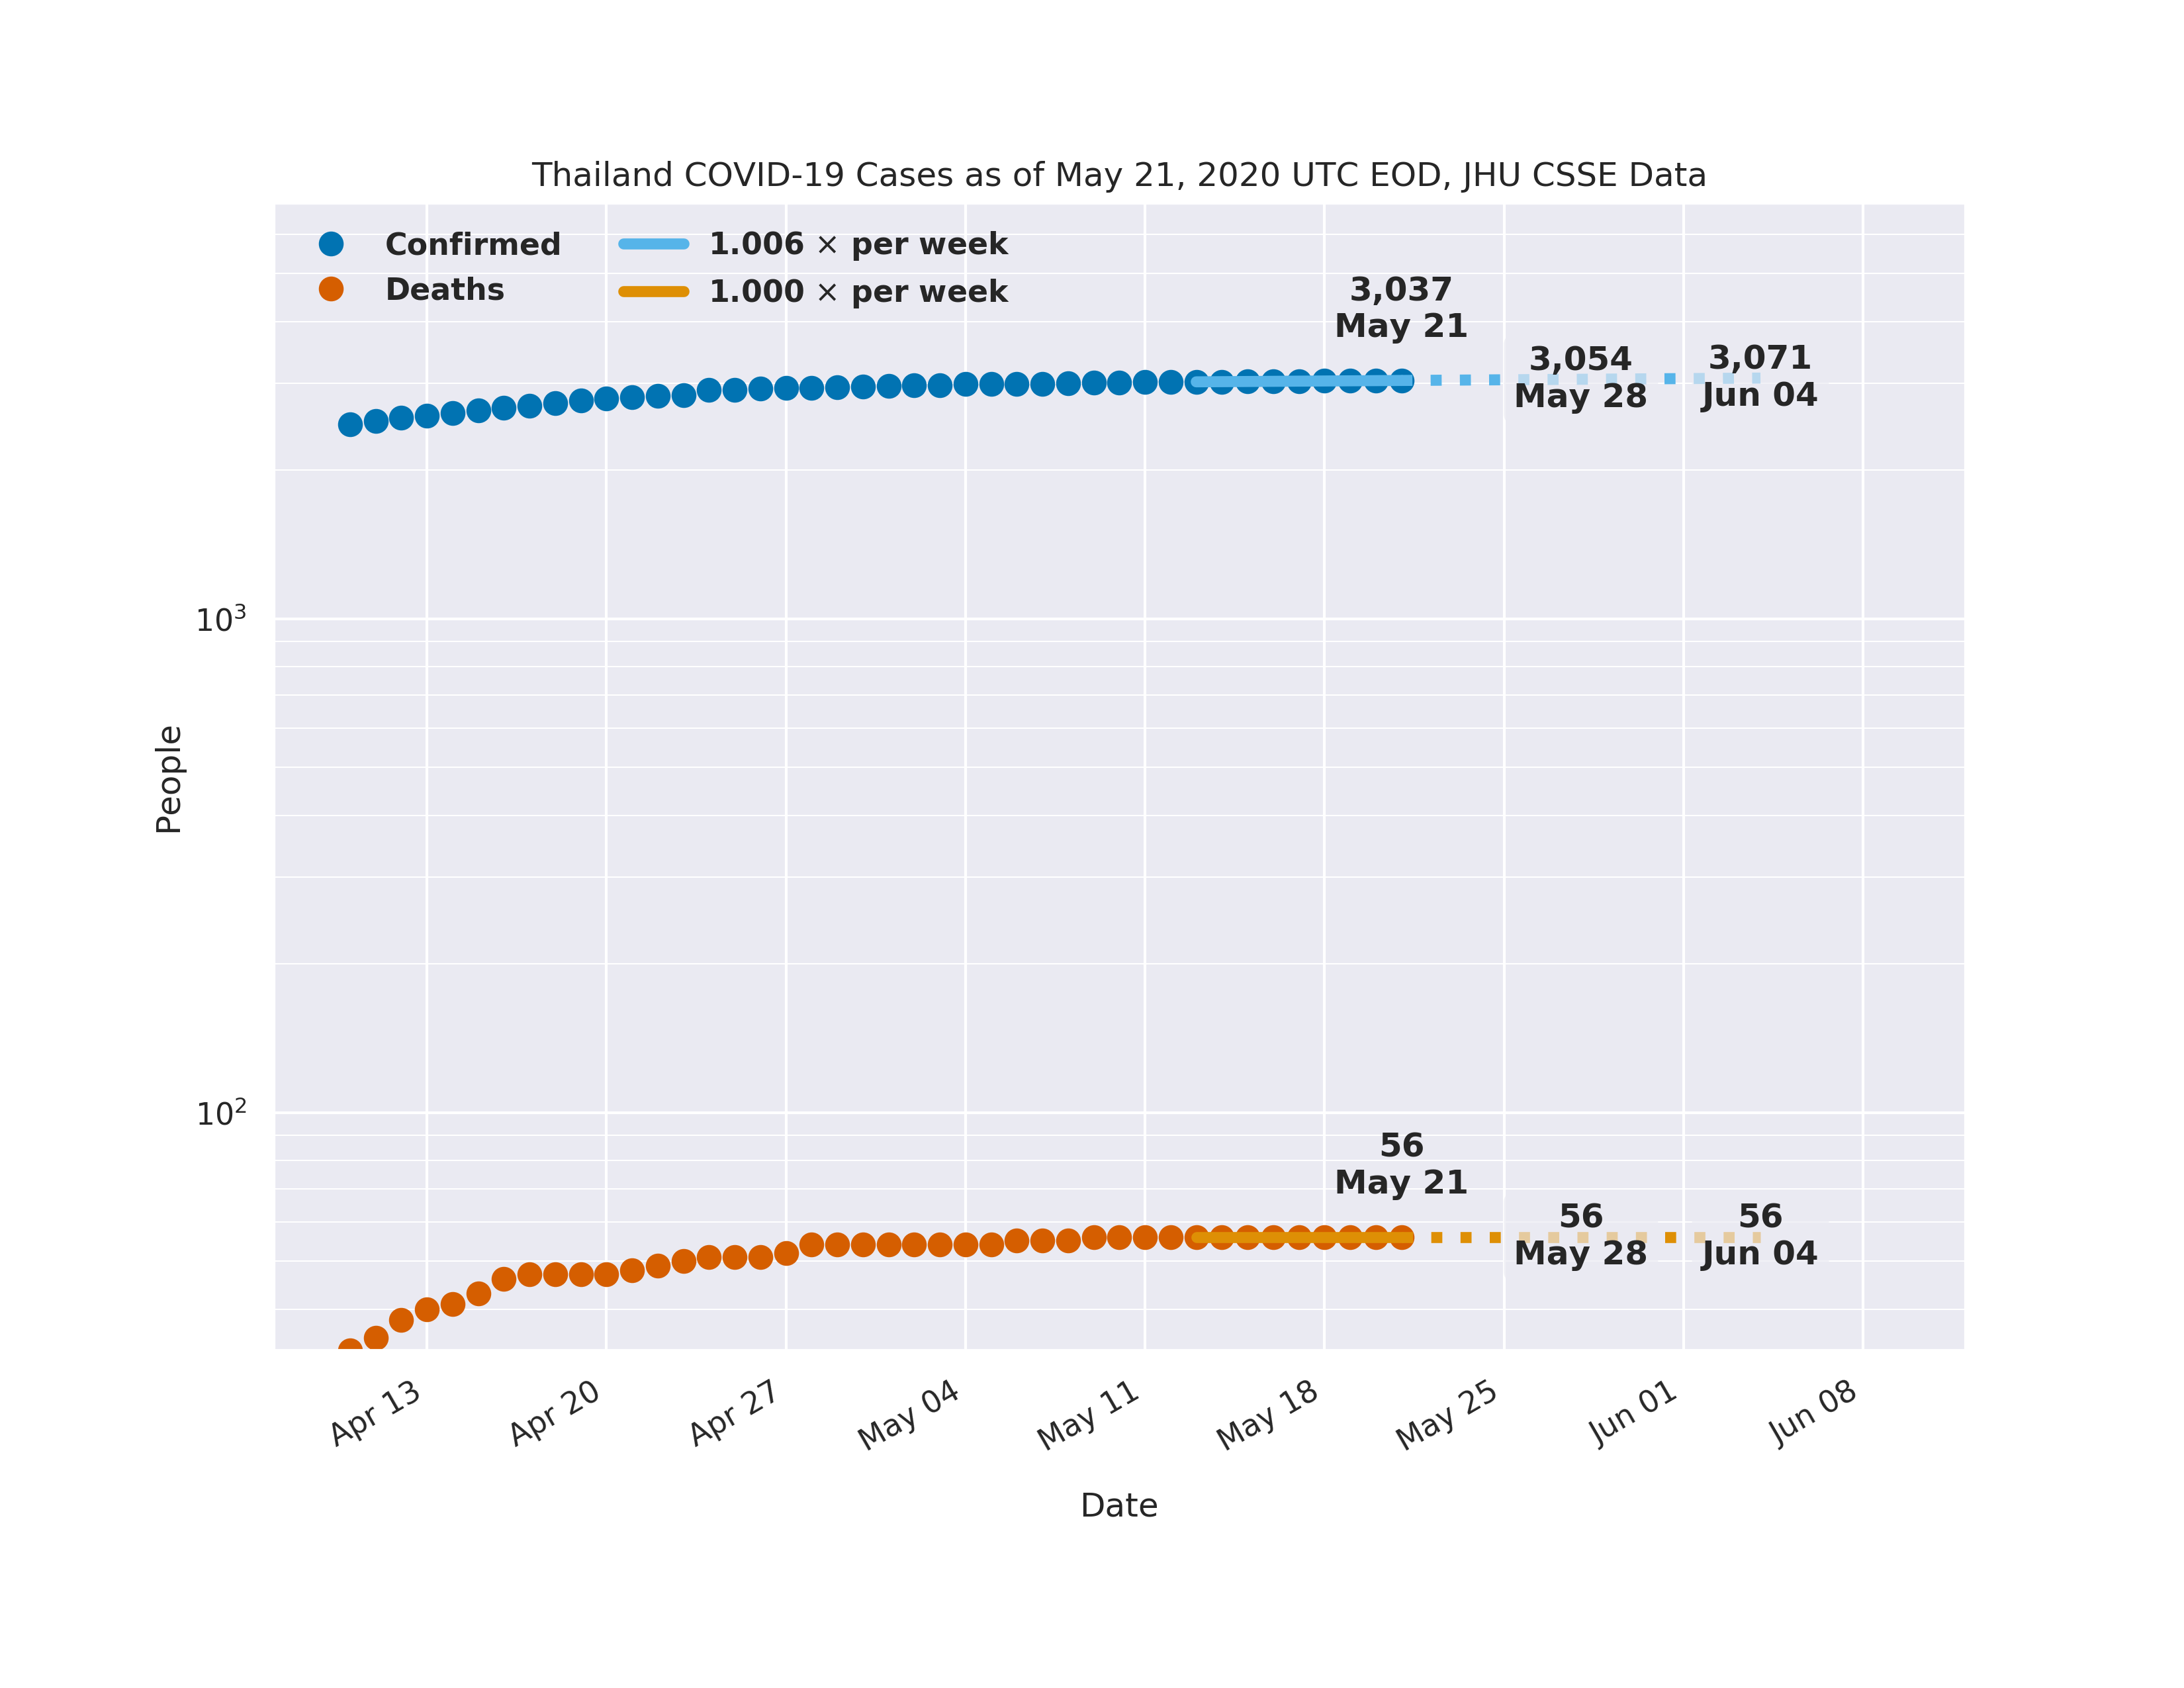 Thailand COVID-19 Cases as of May 21, 2020 UTC EOD, JHU CSSE Data
Confirmed
Deaths
1.006 × per week
1.000 × per week
3,037
May 21
3,054
May 28
3,071
Jun 04
10³
People
10²
56
May 21
56
May 28
56
Jun 04
Apr 13
Apr 20
Apr 27
May 04
May 11
May 18
May 25
Jun 01
Jun 08
Date